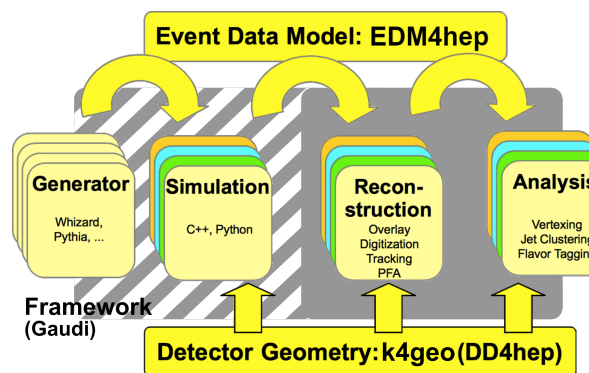 Event Data Model: EDM4hep
Generator
Whizard,
Pythia, ...
Simulation
C++, Python
Recon-
struction
Overlay
Digitization
Tracking
PFA
Analysis
Vertexing
Jet Clustering
Flavor Tagging
Framework
(Gaudi)
Detector Geometry: k4geo (DD4hep)